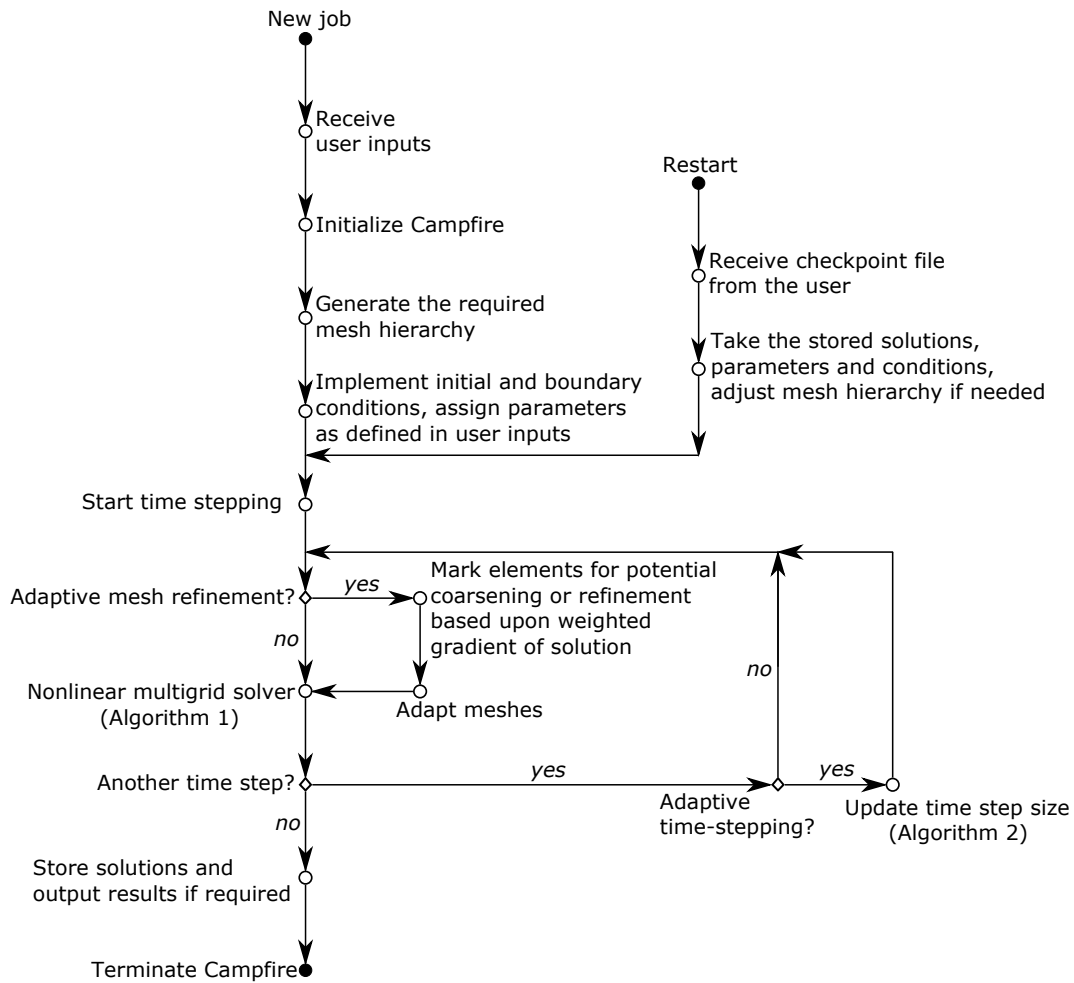 New job
Receive
user inputs
Restart
Initialize Campfire
Receive checkpoint file
from the user
Generate the required
mesh hierarchy
Take the stored solutions,
parameters and conditions,
adjust mesh hierarchy if needed
Implement initial and boundary
conditions, assign parameters
as defined in user inputs
Start time stepping
Adaptive mesh refinement?
yes
Mark elements for potential
coarsening or refinement
based upon weighted
gradient of solution
no
no
Nonlinear multigrid solver
(Algorithm 1)
Adapt meshes
Another time step?
yes
Adaptive
time-stepping?
yes
Update time step size
(Algorithm 2)
no
Store solutions and
output results if required
Terminate Campfire